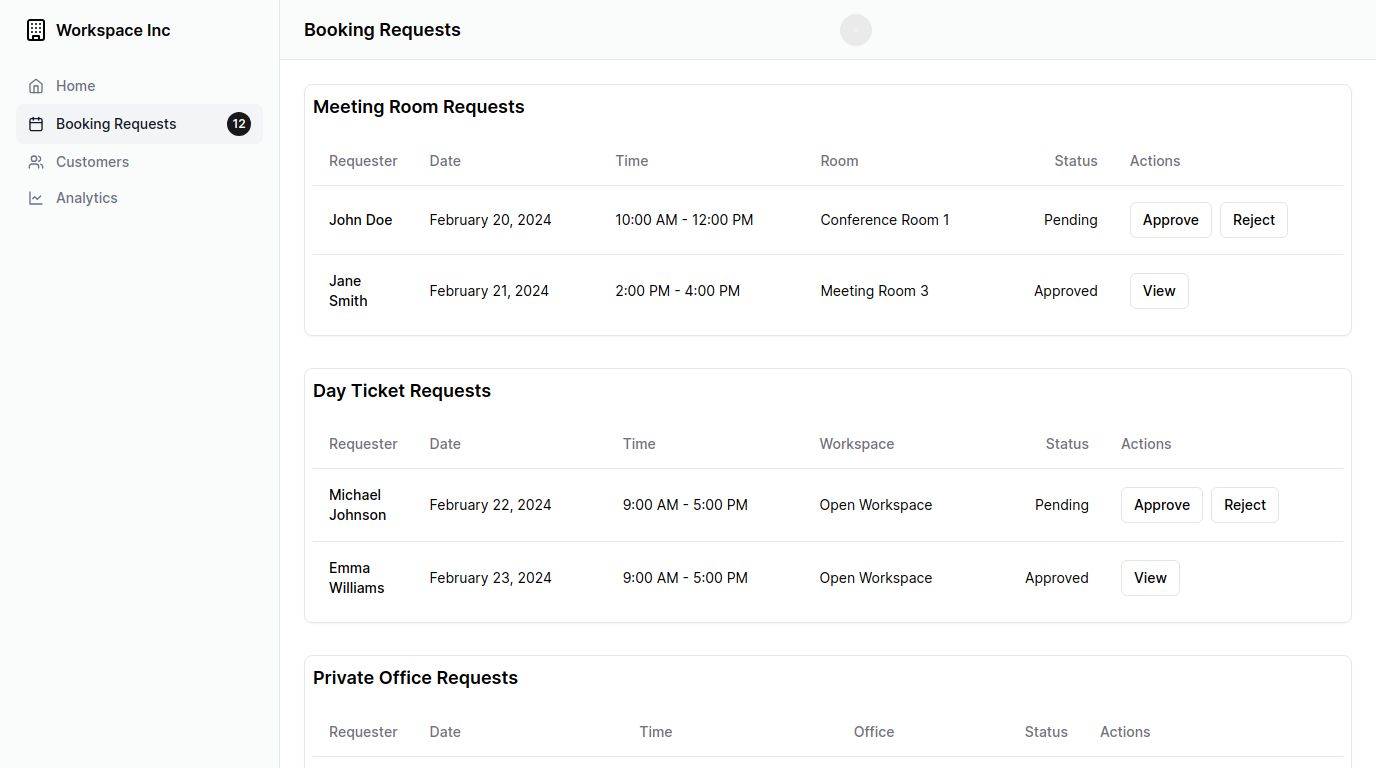 Workspace Inc
Home
Booking Requests 12
Customers
Analytics
Booking Requests
Meeting Room Requests
Requester Date Time Room Status Actions
John Doe February 20, 2024 10:00 AM - 12:00 PM Conference Room 1 Pending Approve Reject
Jane
Smith February 21, 2024 2:00 PM - 4:00 PM Meeting Room 3 Approved View
Day Ticket Requests
Requester Date Time Workspace Status Actions
Michael
Johnson February 22, 2024 9:00 AM - 5:00 PM Open Workspace Pending Approve Reject
Emma
Williams February 23, 2024 9:00 AM - 5:00 PM Open Workspace Approved View
Private Office Requests
Requester Date Time Office Status Actions